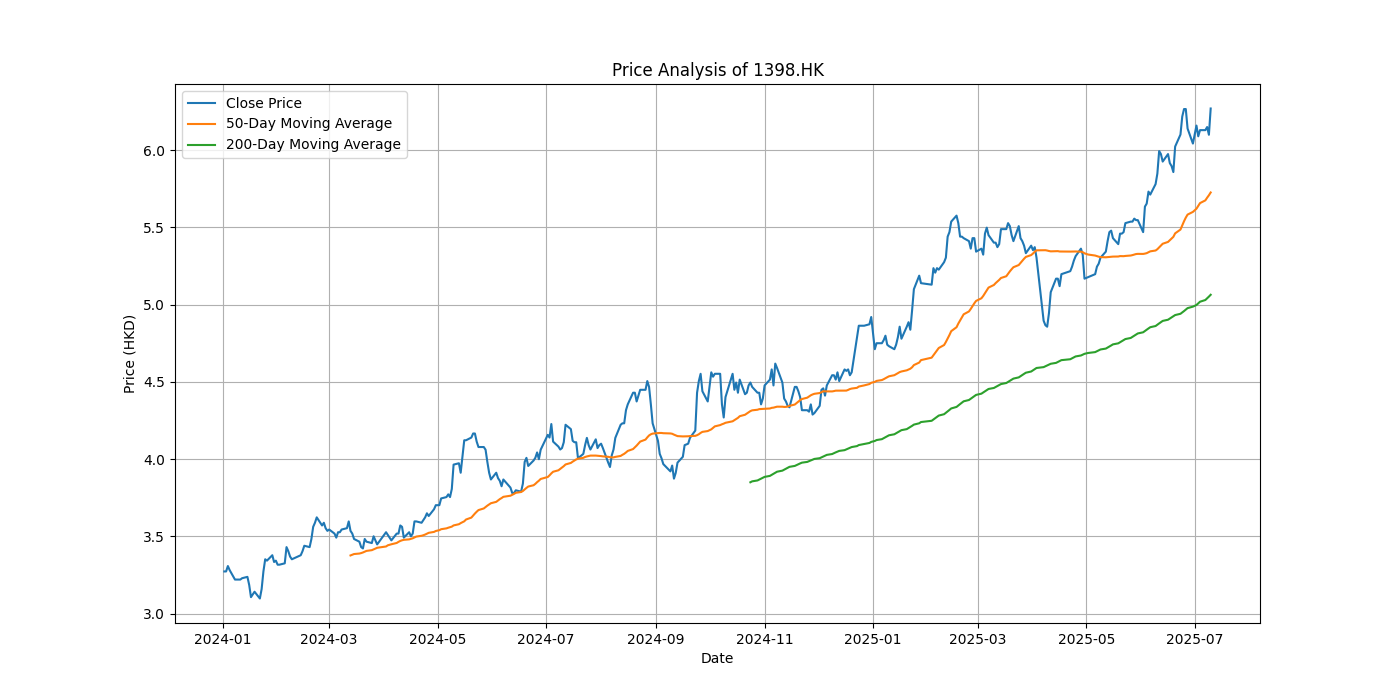 Price Analysis of 1398.HK
Close Price
50-Day Moving Average
200-Day Moving Average
Price (HKD)
6.0
5.5
5.0
4.5
4.0
3.5
3.0
2024-01 2024-03 2024-05 2024-07 2024-09 2024-11 2025-01 2025-03 2025-05 2025-07
Date